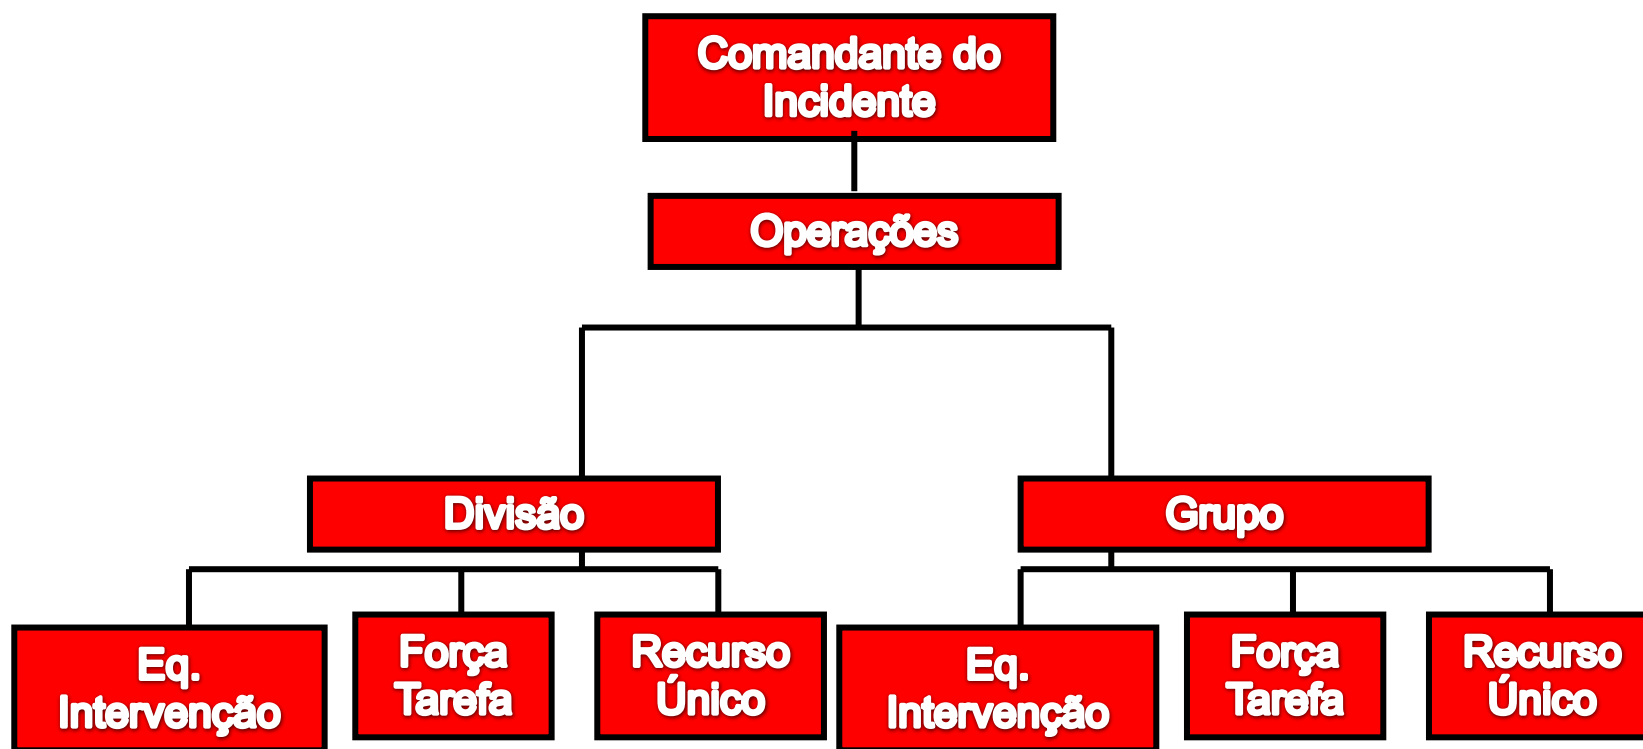 Comandante do
Incidente
Operações
Divisão
Grupo
Eq.
Intervenção
Força
Tarefa
Recurso
Único
Eq.
Intervenção
Força
Tarefa
Recurso
Único